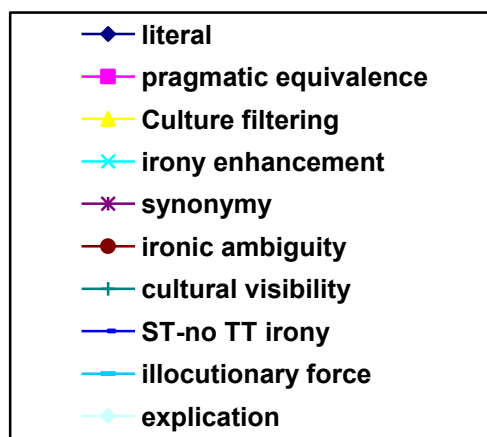 literal
pragmatic equivalence
Culture filtering
irony enhancement
synonymy
ironic ambiguity
cultural visibility
ST-no TT irony
illocutionary force
explication